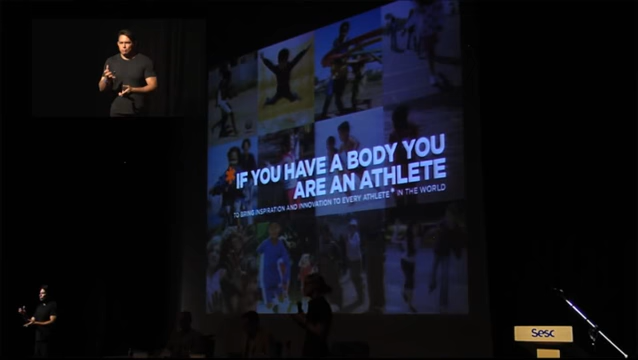 IF YOU HAVE A BODY YOU
ARE AN ATHLETE
TO BRING INSPIRATION AND INNOVATION TO EVERY ATHLETE* IN THE WORLD
Sesc